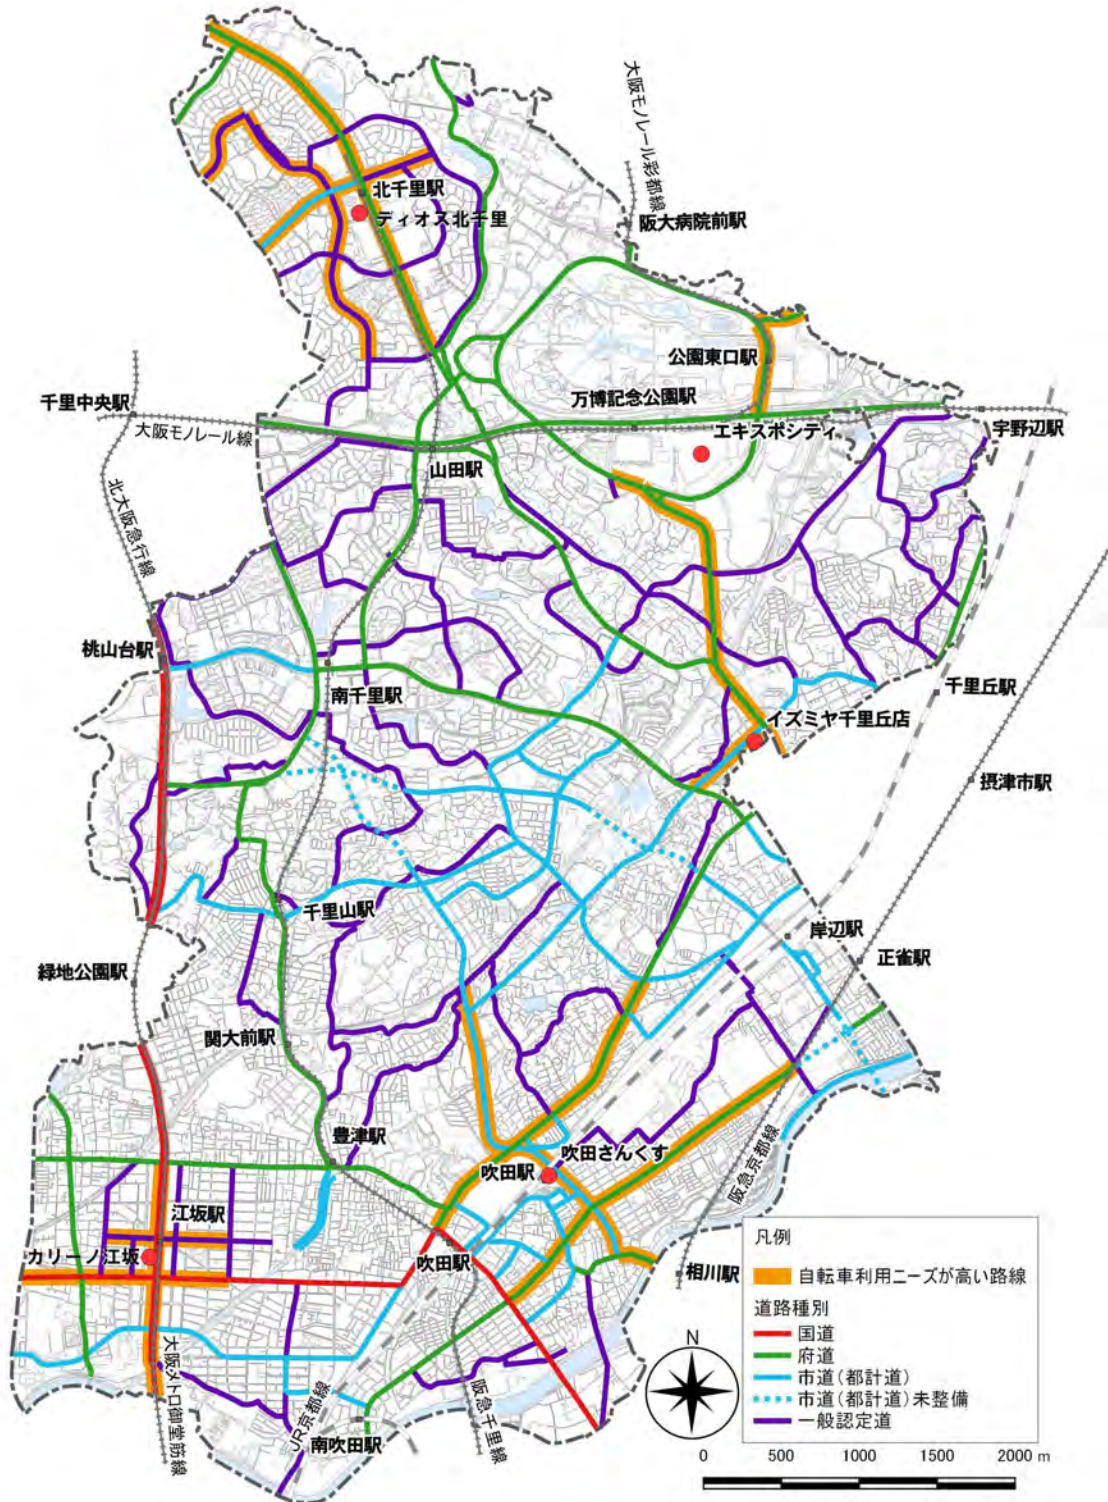 大阪モノレール彩都線
北千里駅
ディオス北千里
阪大病院前駅
公園東口駅
千里中央駅
万博記念公園駅
大阪モノレール線
エキスポシティ
宇野辺駅
山田駅
北大阪急行線
桃山台駅
南千里駅
千里丘駅
イズミヤ千里丘店
摂津市駅
千里山駅
岸辺駅
正雀駅
緑地公園駅
関大前駅
豊津駅
吹田さんくす
吹田駅
阪急京都線
江坂駅
カリーノ江坂
吹田駅
相川駅
大阪メトロ御堂筋線
JR京都線
阪急千里線
南吹田駅
凡例
自転車利用ニーズが高い路線
道路種別
国道
府道
市道(都計道)
市道(都計道)未整備
一般認定道
N
0 500 1000 1500 2000 m